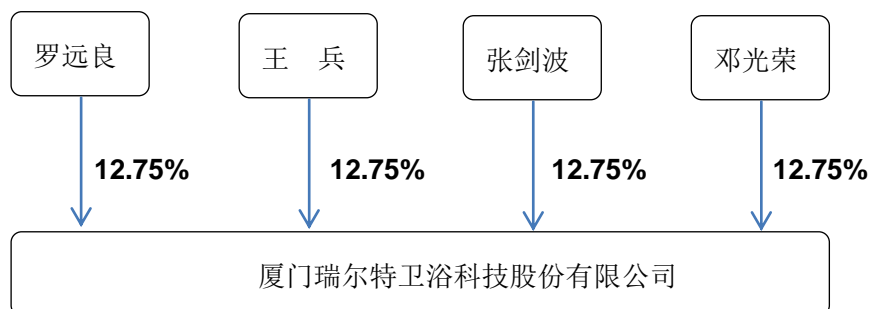 罗远良 王 兵 张剑波 邓光荣
12.75% 12.75% 12.75% 12.75%
厦门瑞尔特卫浴科技股份有限公司